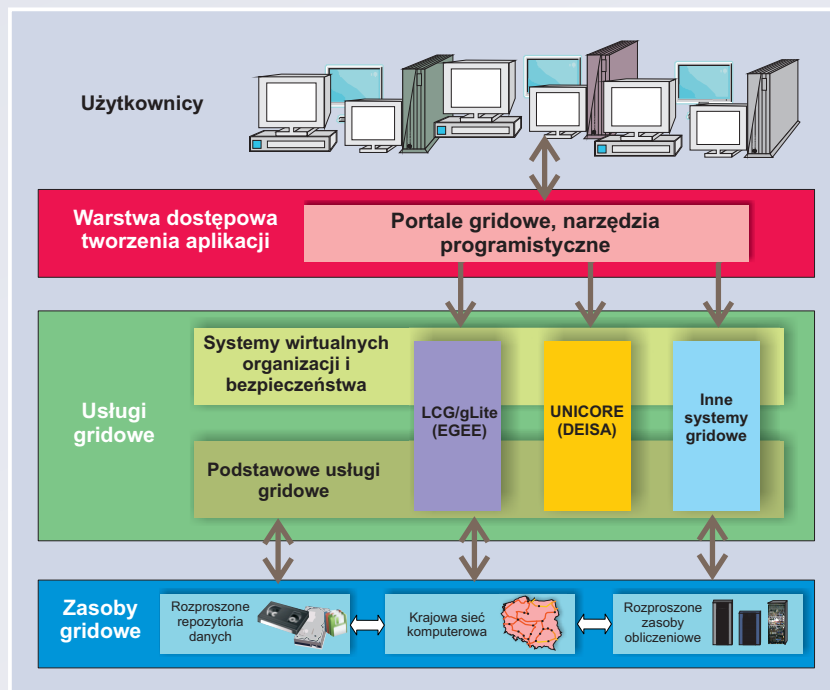 Użytkownicy
Warstwa dostępowa
tworzenia aplikacji
Portale gridowe, narzędzia
programistyczne
Usługi
gridowe
Systemy wirtualnych
organizacji i
bezpieczeństwa
LCG/gLite
(EGEE)
UNICORE
(DEISA)
Inne
systemy
gridowe
Podstawowe usługi
gridowe
Zasoby
gridowe
Rozproszone
repozytoria
danych
Krajowa sieć
komputerowa
Rozproszone
zasoby
obliczeniowe